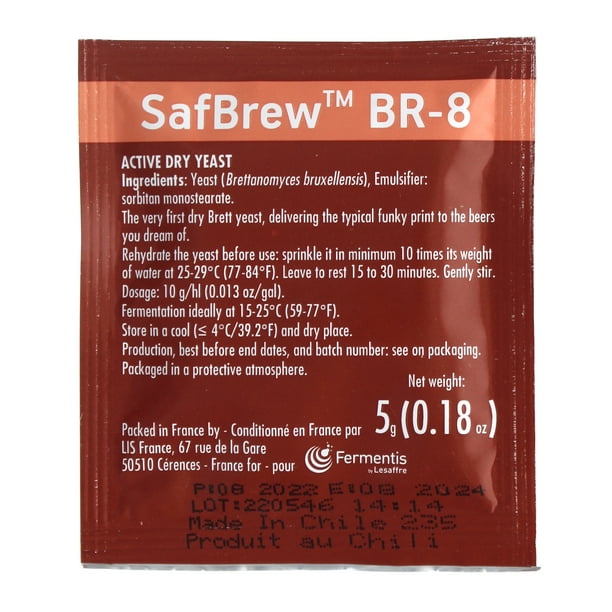 SafBrew™ BR-8
ACTIVE DRY YEAST
Ingredients: Yeast (Brettanomyces bruxellensis), Emulsifier:
sorbitan monostearate.
The very first dry Brett yeast, delivering the typical funky print to the beers
you dream of.
Rehydrate the yeast before use: sprinkle it in minimum 10 times its weight
of water at 25-29°C (77-84°F). Leave to rest 15 to 30 minutes. Gently stir.
Dosage: 10 g/hl (0.013 oz/gal).
Fermentation ideally at 15-25°C (59-77°F).
Store in a cool (≤ 4°C/39.2°F) and dry place.
Production, best before end dates, and batch number: see on packaging.
Packaged in a protective atmosphere.
Net weight:
5g (0.18 oz)
Packed in France by - Conditionné en France par
LIS France, 67 rue de la Gare
50510 Cérences - France for - pour
Fermentis
by Lesaffre
P:08 2022 E:08 2024
LOT:220546 14:14
Made In Chile 235
Produit au Chili